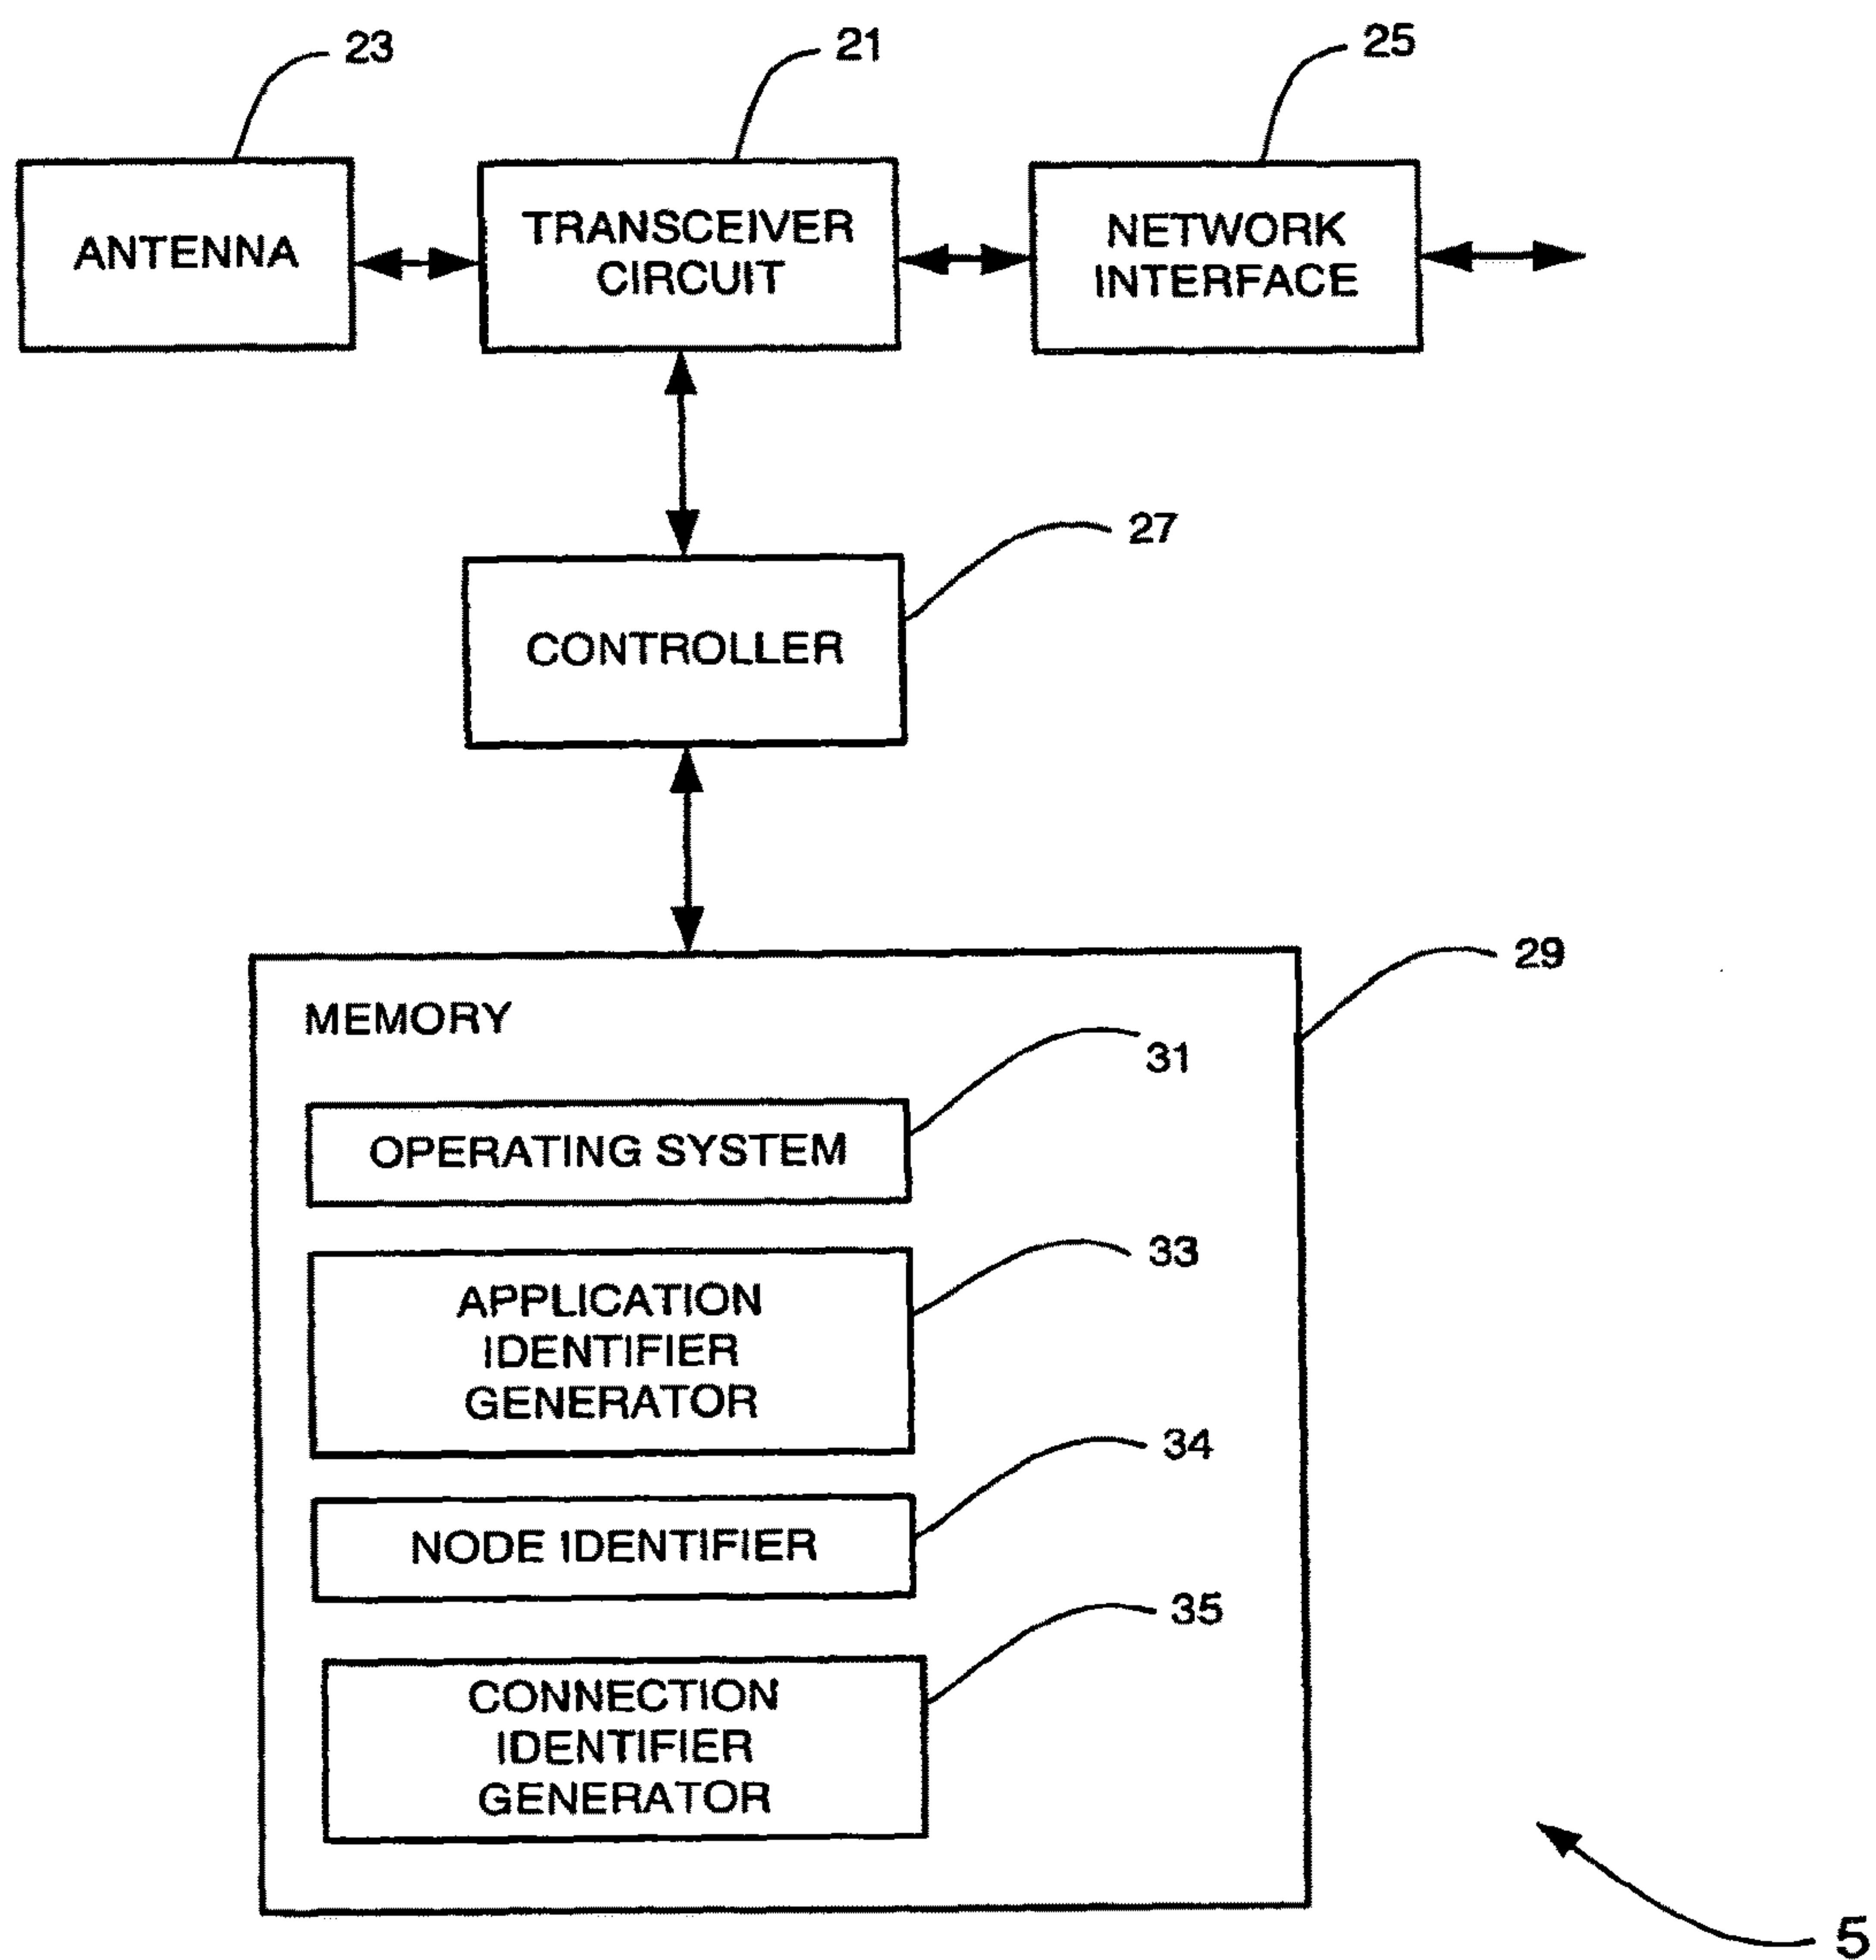 23
21
25
ANTENNA
TRANSCEIVER
CIRCUIT
NETWORK
INTERFACE
27
CONTROLLER
29
MEMORY
31
OPERATING SYSTEM
33
APPLICATION
IDENTIFIER
GENERATOR
34
NODE IDENTIFIER
35
CONNECTION
IDENTIFIER
GENERATOR
5